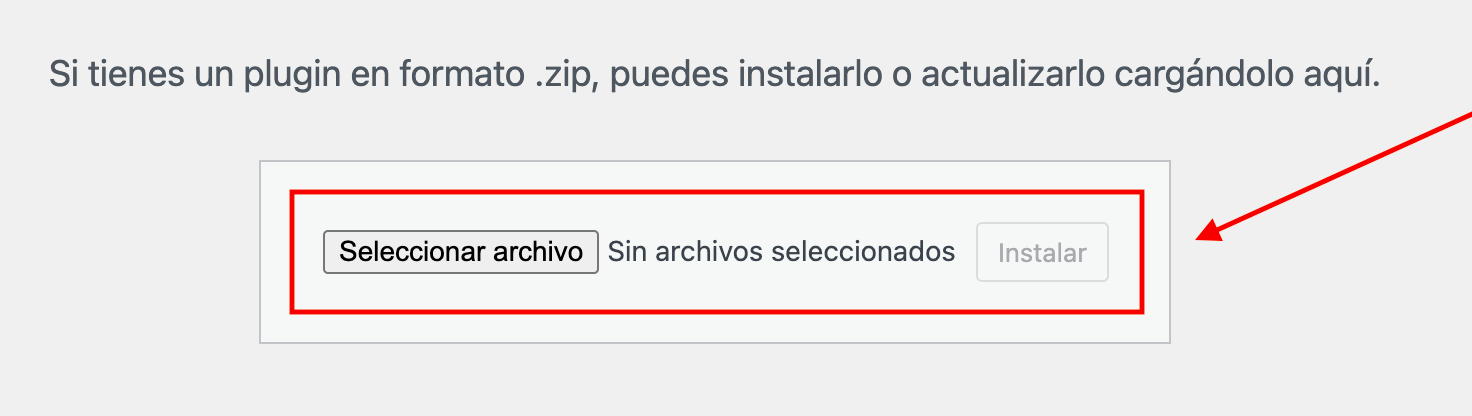 Si tienes un plugin en formato .zip, puedes instalarlo o actualizarlo cargándolo aquí.
Seleccionar archivo Sin archivos seleccionados Instalar